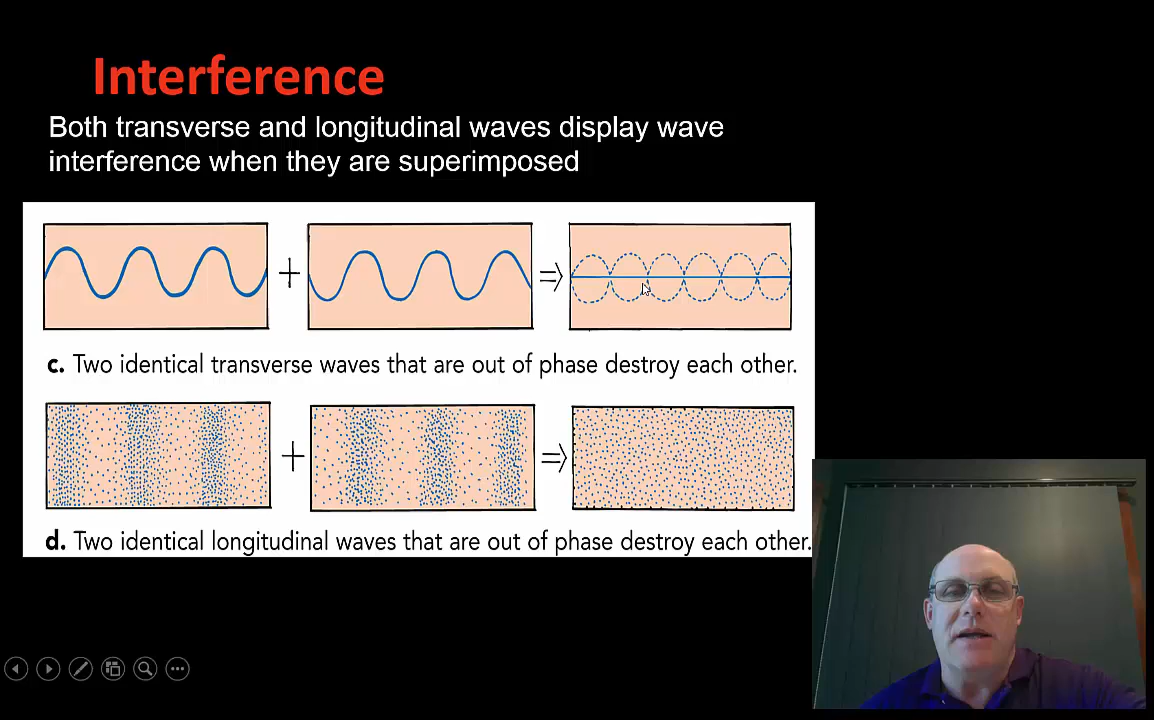 Interference
Both transverse and longitudinal waves display wave
interference when they are superimposed
c. Two identical transverse waves that are out of phase destroy each other.
d. Two identical longitudinal waves that are out of phase destroy each other.